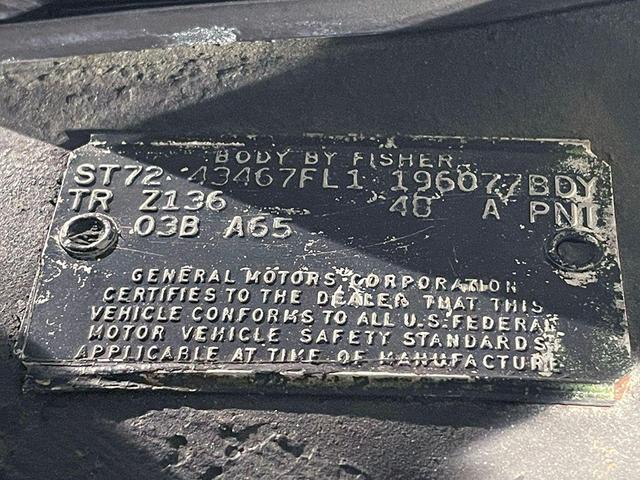 BODY BY FISHER
ST72 43467FL1 196077BDY
TR Z136 48 A PNT
03B A65
GENERAL MOTORS CORPORATION
CERTIFIES TO THE DEALER THAT THIS
VEHICLE CONFORMS TO ALL U.S. FEDERAL
MOTOR VEHICLE SAFETY STANDARDS
APPLICABLE AT TIME OF MANUFACTURE